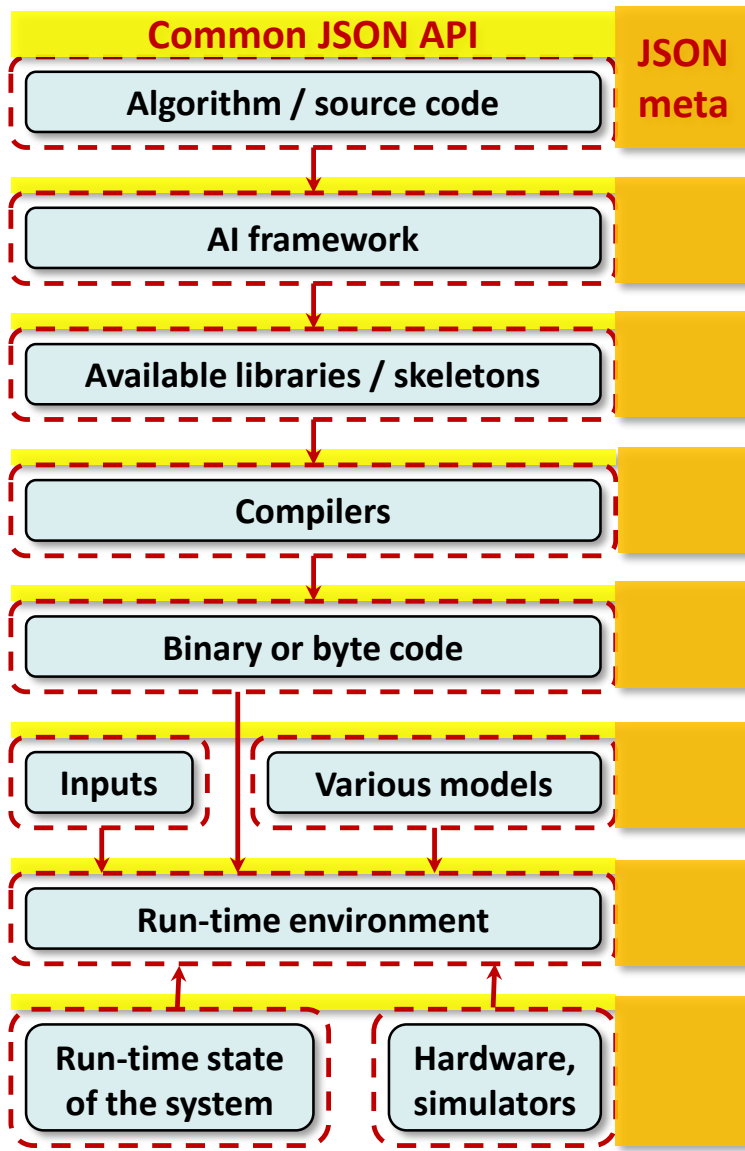 Common JSON API
JSON
meta
Algorithm / source code
AI framework
Available libraries / skeletons
Compilers
Binary or byte code
Inputs
Various models
Run-time environment
Run-time state
of the system
Hardware,
simulators